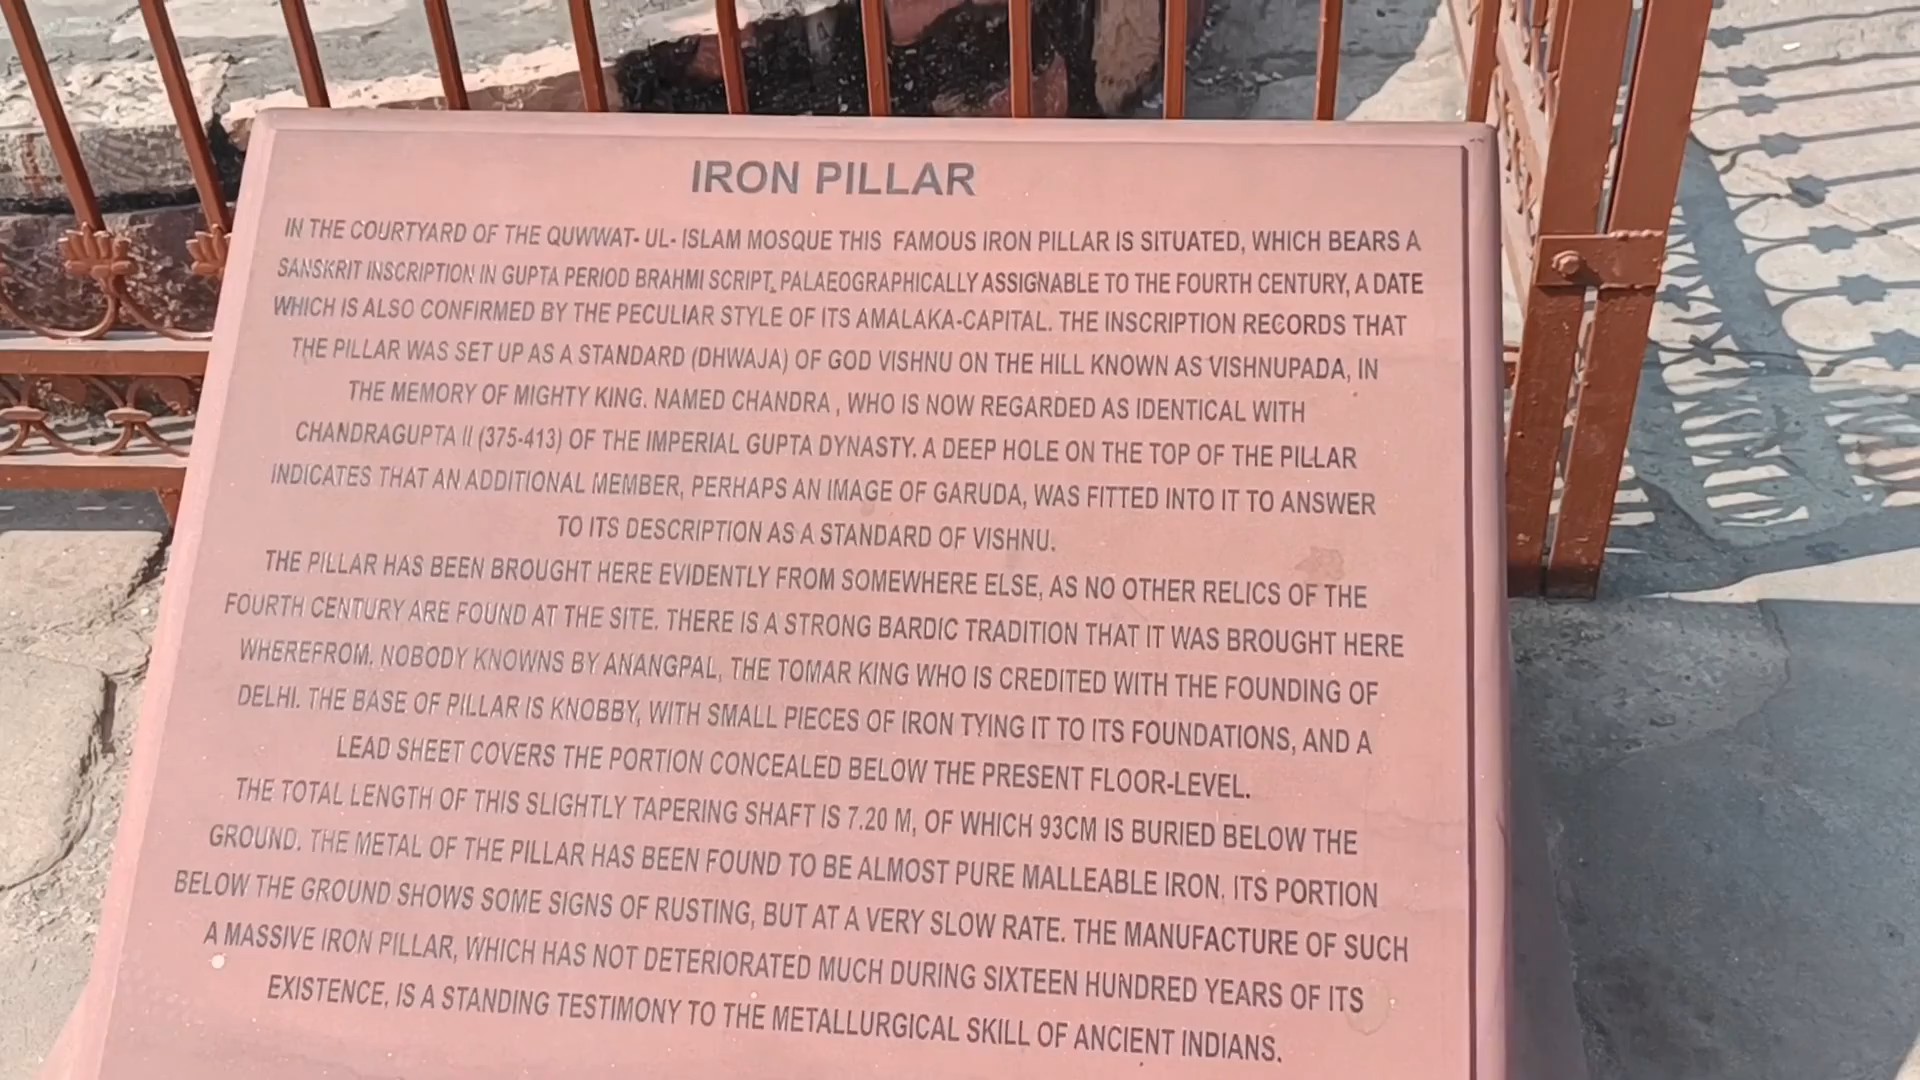 IRON PILLAR
IN THE COURTYARD OF THE QUWWAT- UL- ISLAM MOSQUE THIS FAMOUS IRON PILLAR IS SITUATED, WHICH BEARS A
SANSKRIT INSCRIPTION IN GUPTA PERIOD BRAHMI SCRIPT, PALAEOGRAPHICALLY ASSIGNABLE TO THE FOURTH CENTURY, A DATE
WHICH IS ALSO CONFIRMED BY THE PECULIAR STYLE OF ITS AMALAKA-CAPITAL. THE INSCRIPTION RECORDS THAT
THE PILLAR WAS SET UP AS A STANDARD (DHWAJA) OF GOD VISHNU ON THE HILL KNOWN AS VISHNUPADA, IN
THE MEMORY OF MIGHTY KING. NAMED CHANDRA , WHO IS NOW REGARDED AS IDENTICAL WITH
CHANDRAGUPTA II (375-413) OF THE IMPERIAL GUPTA DYNASTY. A DEEP HOLE ON THE TOP OF THE PILLAR
INDICATES THAT AN ADDITIONAL MEMBER, PERHAPS AN IMAGE OF GARUDA, WAS FITTED INTO IT TO ANSWER
TO ITS DESCRIPTION AS A STANDARD OF VISHNU.
THE PILLAR HAS BEEN BROUGHT HERE EVIDENTLY FROM SOMEWHERE ELSE, AS NO OTHER RELICS OF THE
FOURTH CENTURY ARE FOUND AT THE SITE. THERE IS A STRONG BARDIC TRADITION THAT IT WAS BROUGHT HERE
WHEREFROM. NOBODY KNOWNS BY ANANGPAL, THE TOMAR KING WHO IS CREDITED WITH THE FOUNDING OF
DELHI. THE BASE OF PILLAR IS KNOBBY, WITH SMALL PIECES OF IRON TYING IT TO ITS FOUNDATIONS, AND A
LEAD SHEET COVERS THE PORTION CONCEALED BELOW THE PRESENT FLOOR-LEVEL.
THE TOTAL LENGTH OF THIS SLIGHTLY TAPERING SHAFT IS 7.20 M, OF WHICH 93CM IS BURIED BELOW THE
GROUND. THE METAL OF THE PILLAR HAS BEEN FOUND TO BE ALMOST PURE MALLEABLE IRON. ITS PORTION
BELOW THE GROUND SHOWS SOME SIGNS OF RUSTING, BUT AT A VERY SLOW RATE. THE MANUFACTURE OF SUCH
A MASSIVE IRON PILLAR, WHICH HAS NOT DETERIORATED MUCH DURING SIXTEEN HUNDRED YEARS OF ITS
EXISTENCE, IS A STANDING TESTIMONY TO THE METALLURGICAL SKILL OF ANCIENT INDIANS.